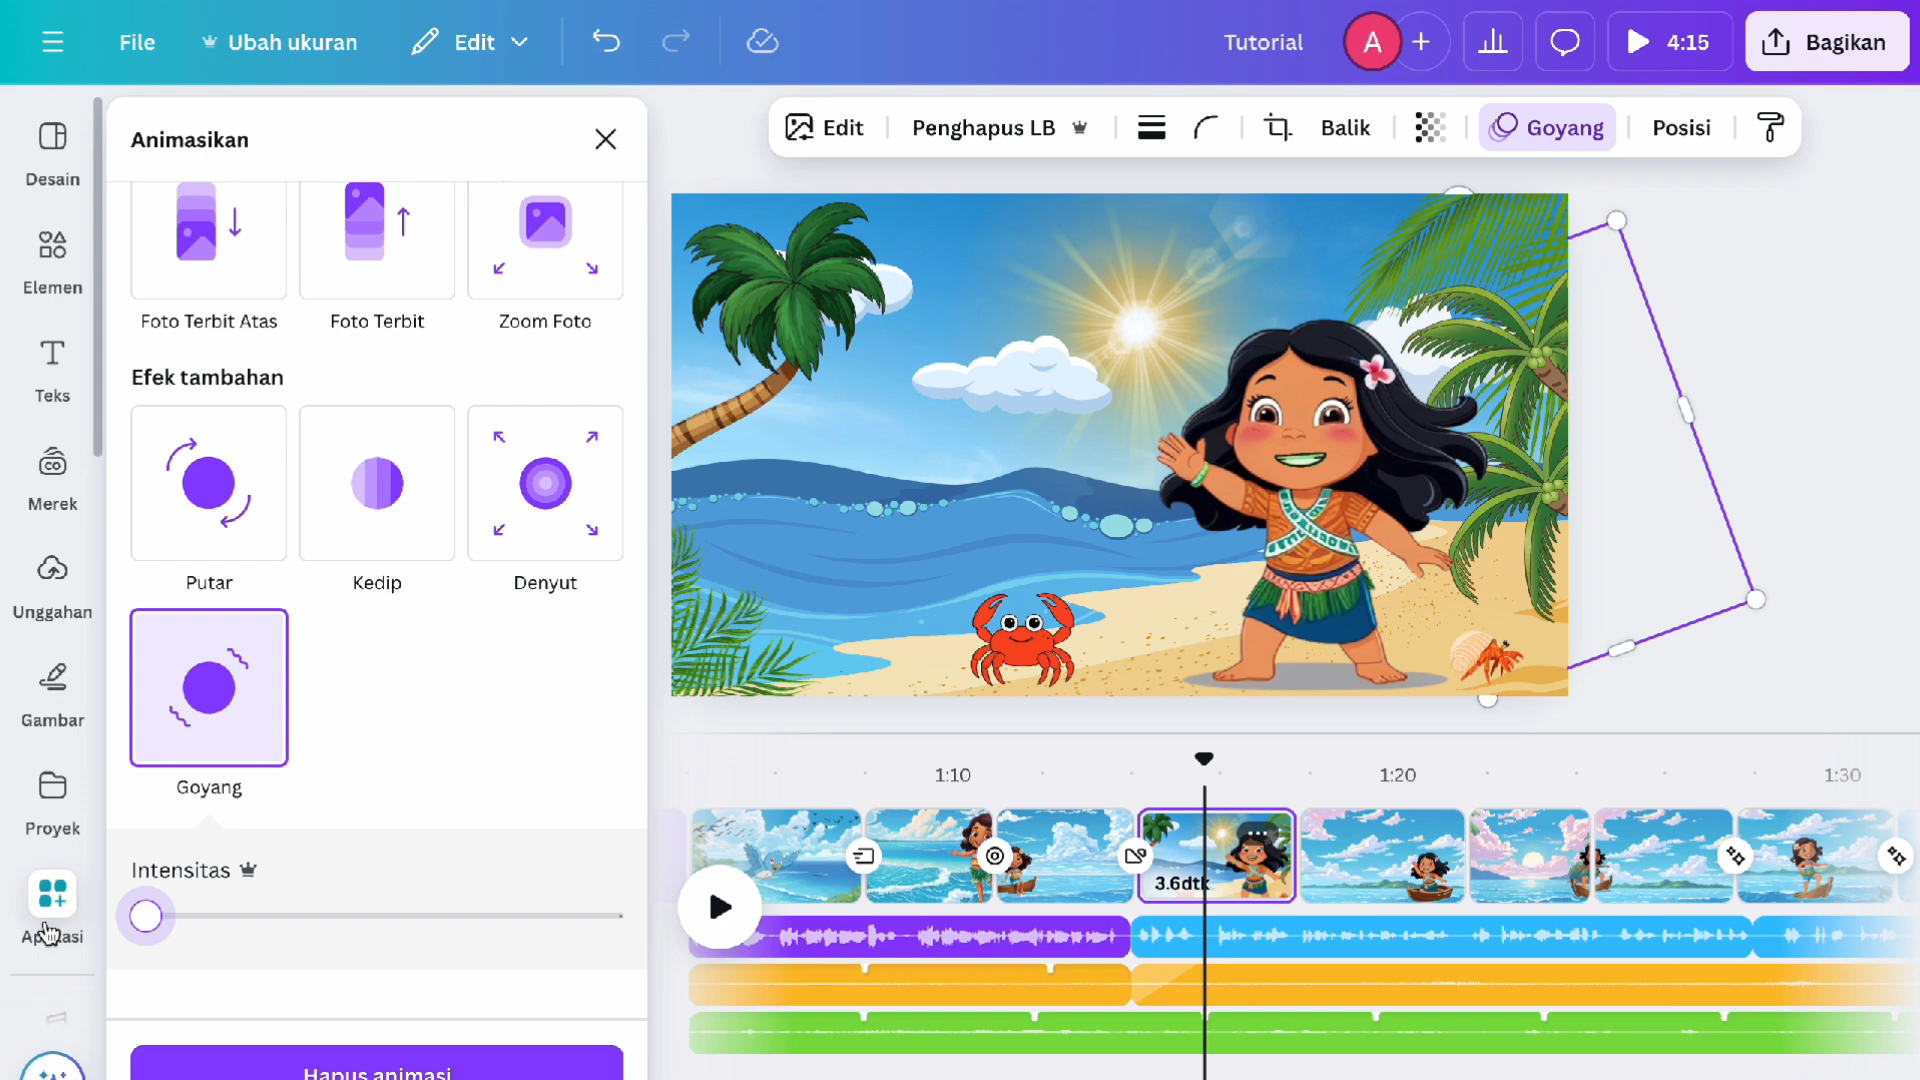 File
Ubah ukuran
Edit
Tutorial
A
4:15
Bagikan
Desain
Elemen
Teks
Merek
Unggahan
Gambar
Proyek
Aplikasi
Animasikan
Foto Terbit Atas
Foto Terbit
Zoom Foto
Efek tambahan
Putar
Kedip
Denyut
Goyang
Intensitas
Hapus animasi
Edit
Penghapus LB
Balik
Goyang
Posisi
1:10
1:20
1:30
3.6dtk